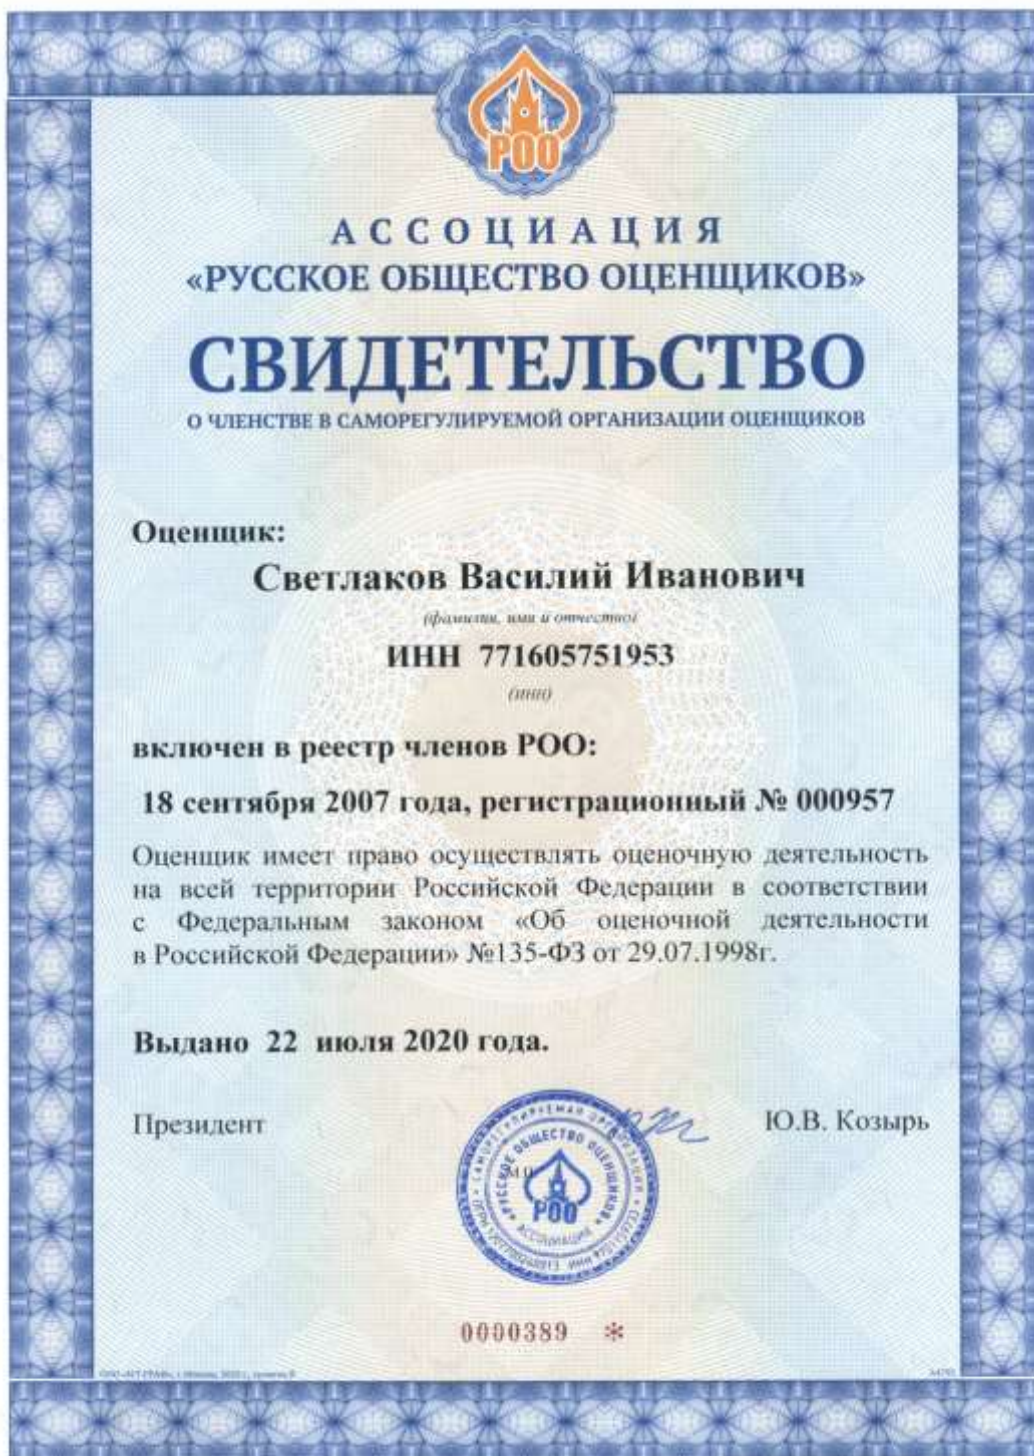 РОО
АССОЦИАЦИЯ
«РУССКОЕ ОБЩЕСТВО ОЦЕНЩИКОВ»
СВИДЕТЕЛЬСТВО
О ЧЛЕНСТВЕ В САМОРЕГУЛИРУЕМОЙ ОРГАНИЗАЦИИ ОЦЕНЩИКОВ
Оценщик:
Светлаков Василий Иванович
(фамилия, имя и отчество)
ИНН 771605751953
(инн)
включен в реестр членов РОО:
18 сентября 2007 года, регистрационный № 000957
Оценщик имеет право осуществлять оценочную деятельность
на всей территории Российской Федерации в соответствии
с Федеральным законом «Об оценочной деятельности
в Российской Федерации» №135-ФЗ от 29.07.1998г.
Выдано 22 июля 2020 года.
Президент
Ю.В. Козырь
САМОРЕГУЛИРУЕМАЯ ОРГАНИЗАЦИЯ
«РУССКОЕ ОБЩЕСТВО ОЦЕНЩИКОВ»
РОО
АССОЦИАЦИЯ
0000389 *